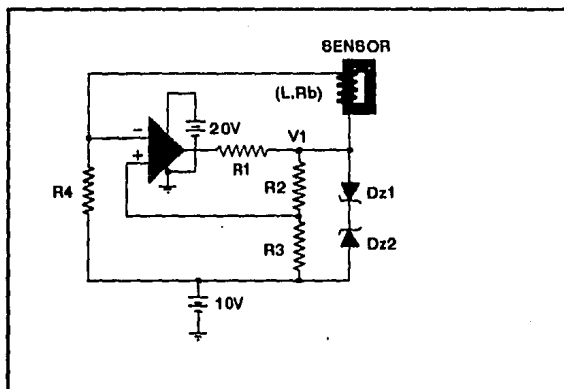 SENSOR
(L.Rb)
20V
V1
-
+
R1
R2
R4
Dz1
R3
Dz2
10V